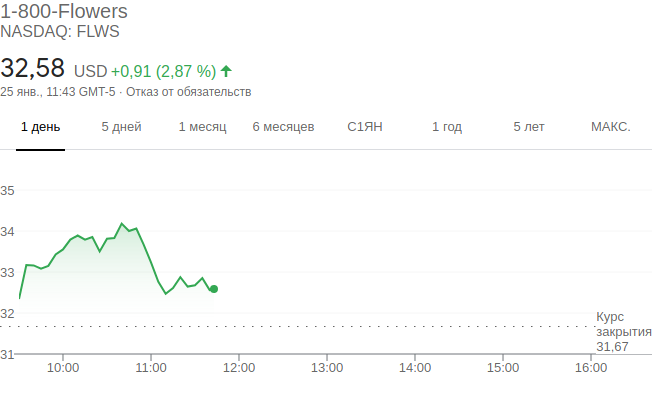 1-800-Flowers
NASDAQ: FLWS
32,58 USD +0,91 (2,87 %)
25 янв., 11:43 GMT-5 · Отказ от обязательств
1 день 5 дней 1 месяц 6 месяцев С1ЯН 1 год 5 лет МАКС.
35
34
33
32
Курс
закрытия
31,67
31
10:00 11:00 12:00 13:00 14:00 15:00 16:00